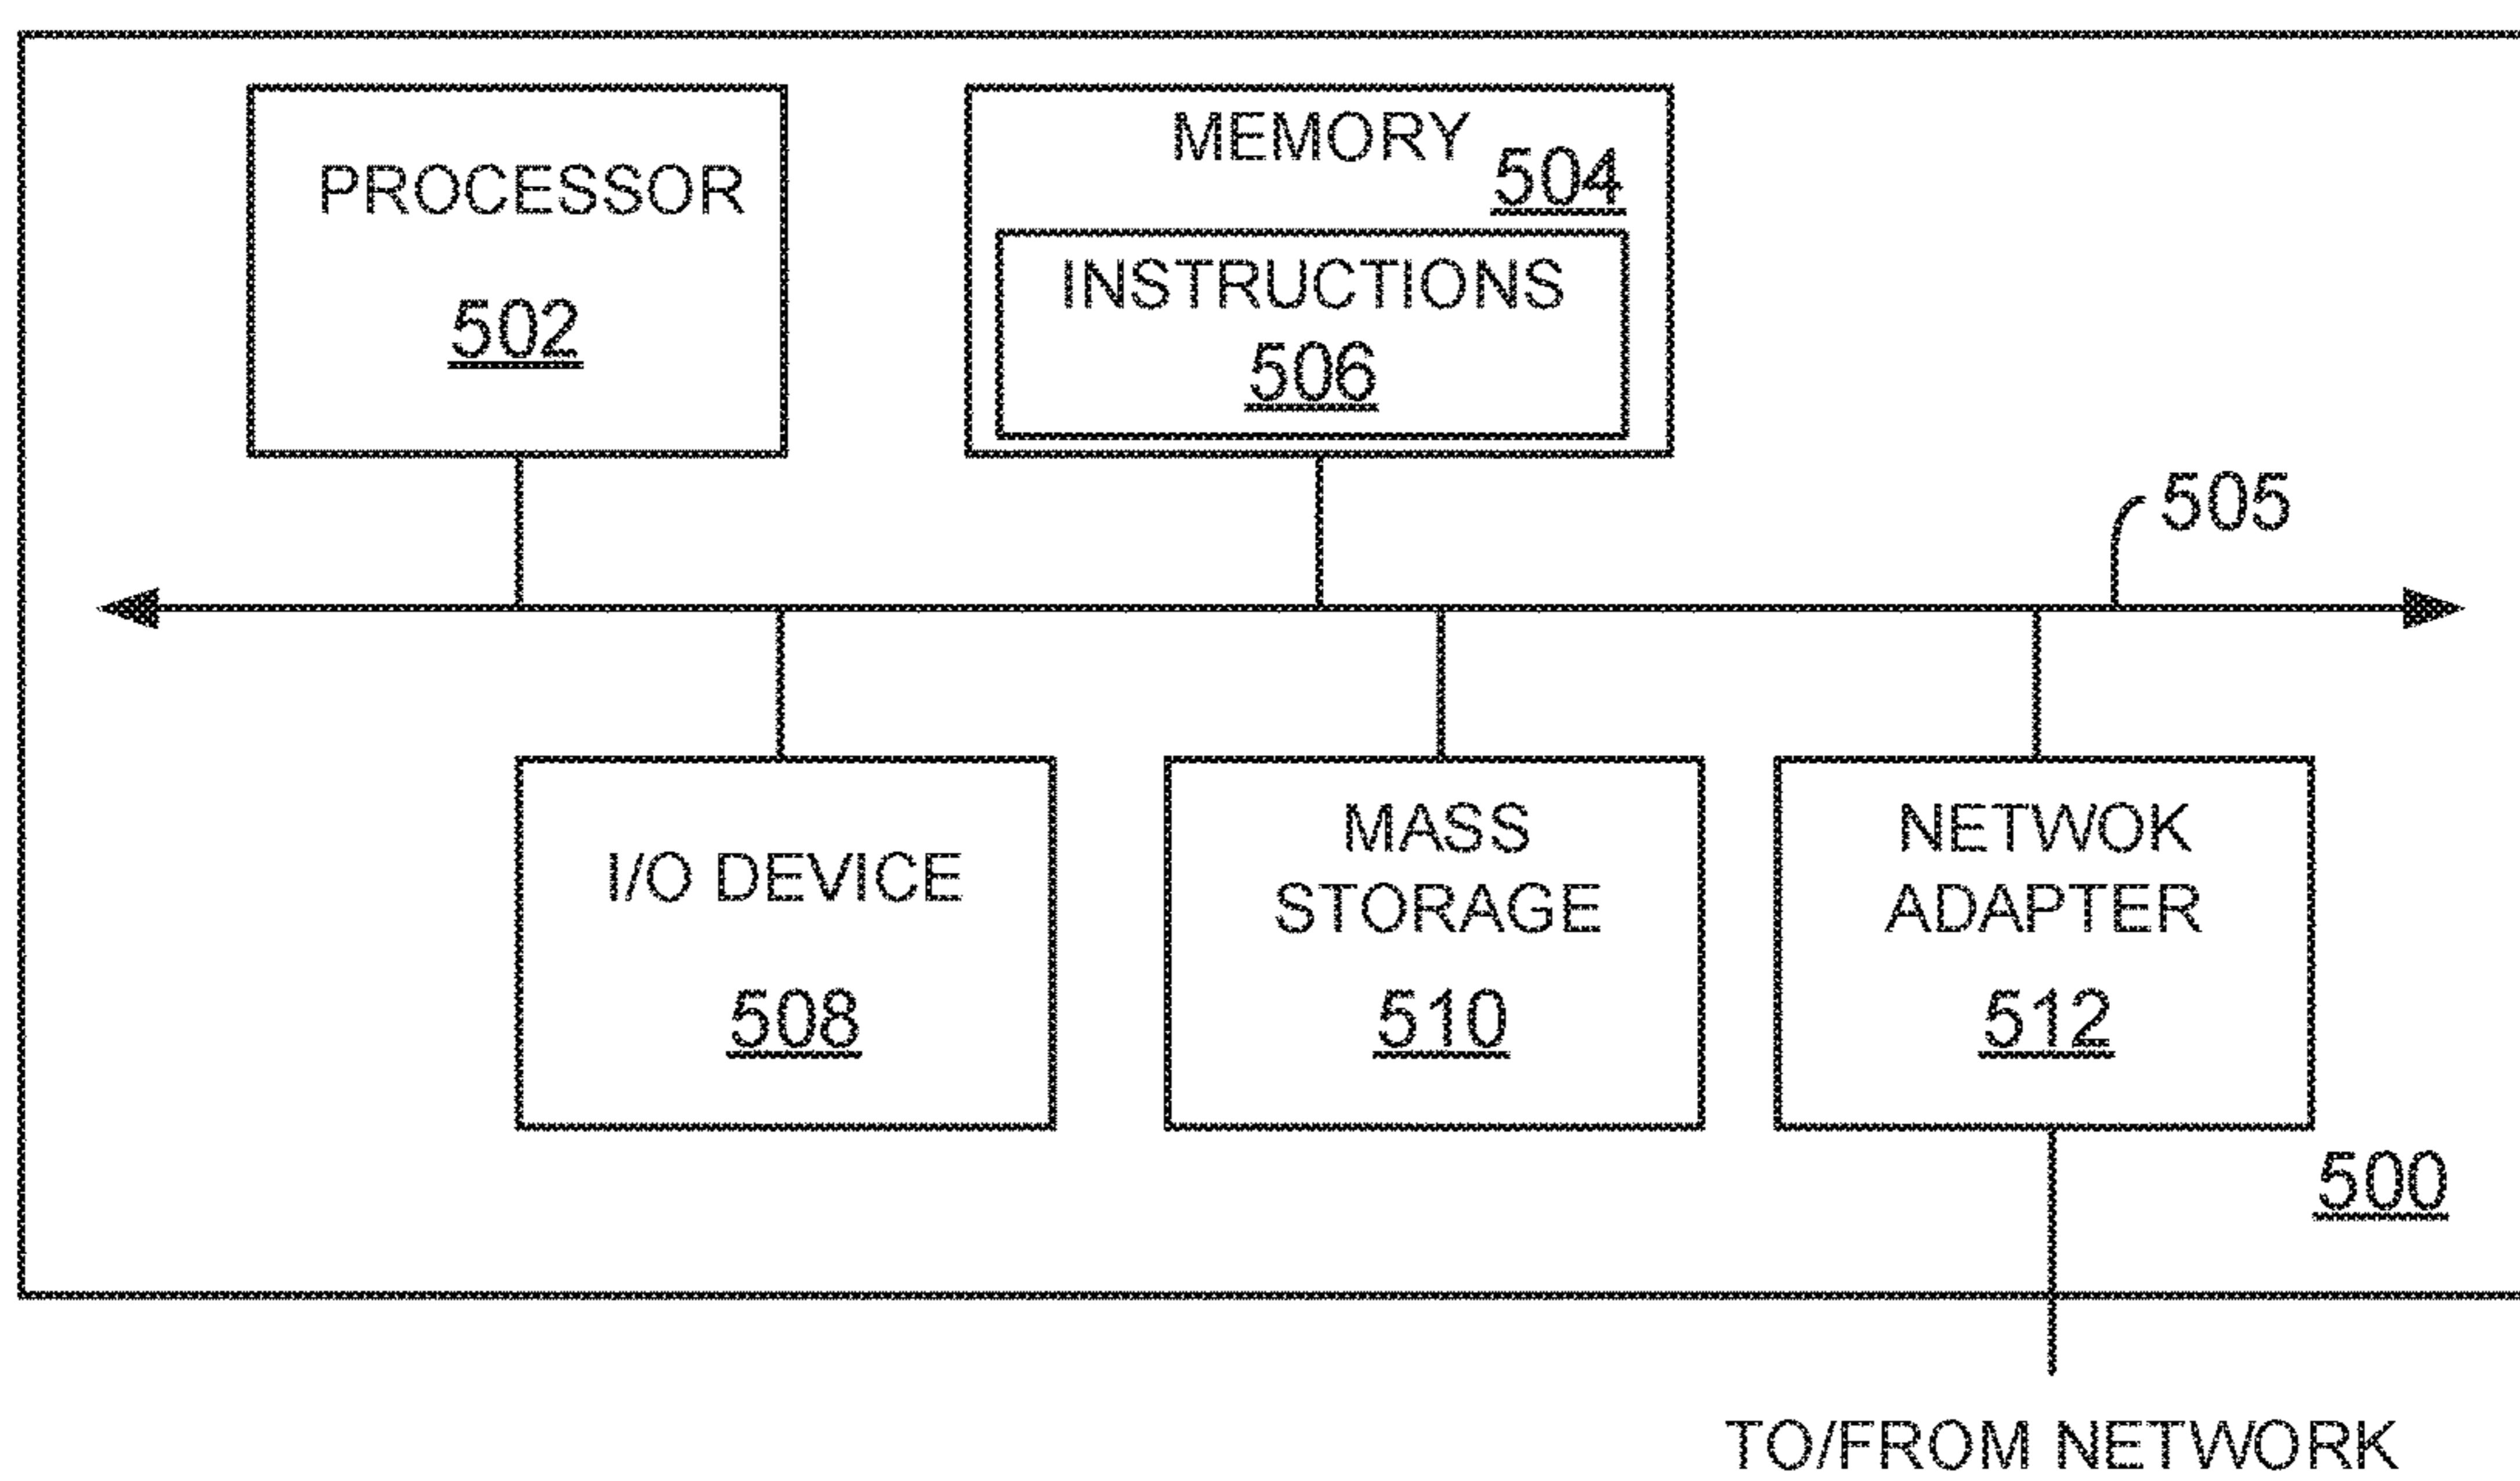 PROCESSOR
502
MEMORY
504
INSTRUCTIONS
506
505
I/O DEVICE
508
MASS
STORAGE
510
NETWOK
ADAPTER
512
500
TO/FROM NETWORK